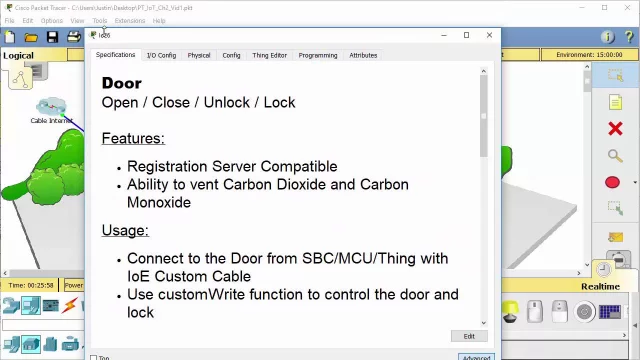 Cisco Packet Tracer - C:\Users\Justin\Desktop\PT_IoT_Ch2_Vid1.pkt
File Edit Options View Tools Extensions Help
Specifications I/O Config Physical Config Thing Editor Programming Attributes
Logical
Environment: 15:00:00
Door
Open / Close / Unlock / Lock
Features:
• Registration Server Compatible
• Ability to vent Carbon Dioxide and Carbon
Monoxide
Usage:
• Connect to the Door from SBC/MCU/Thing with
IoE Custom Cable
• Use customWrite function to control the door and
lock
Edit
Top
Advanced
Cable Internet
Time: 00:25:58
Power
Realtime